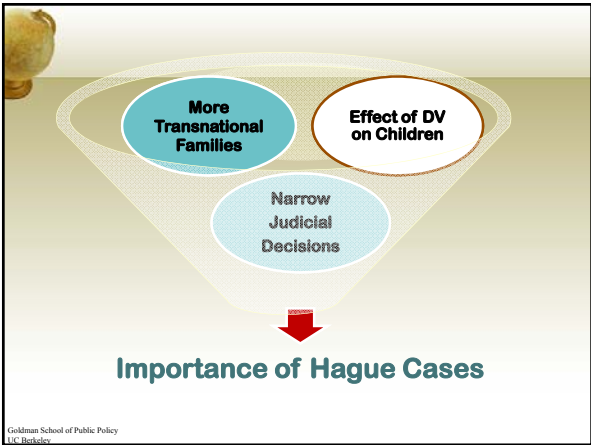 More
Transnational
Families
Effect of DV
on Children
Narrow
Judicial
Decisions
Importance of Hague Cases
Goldman School of Public Policy
UC Berkeley